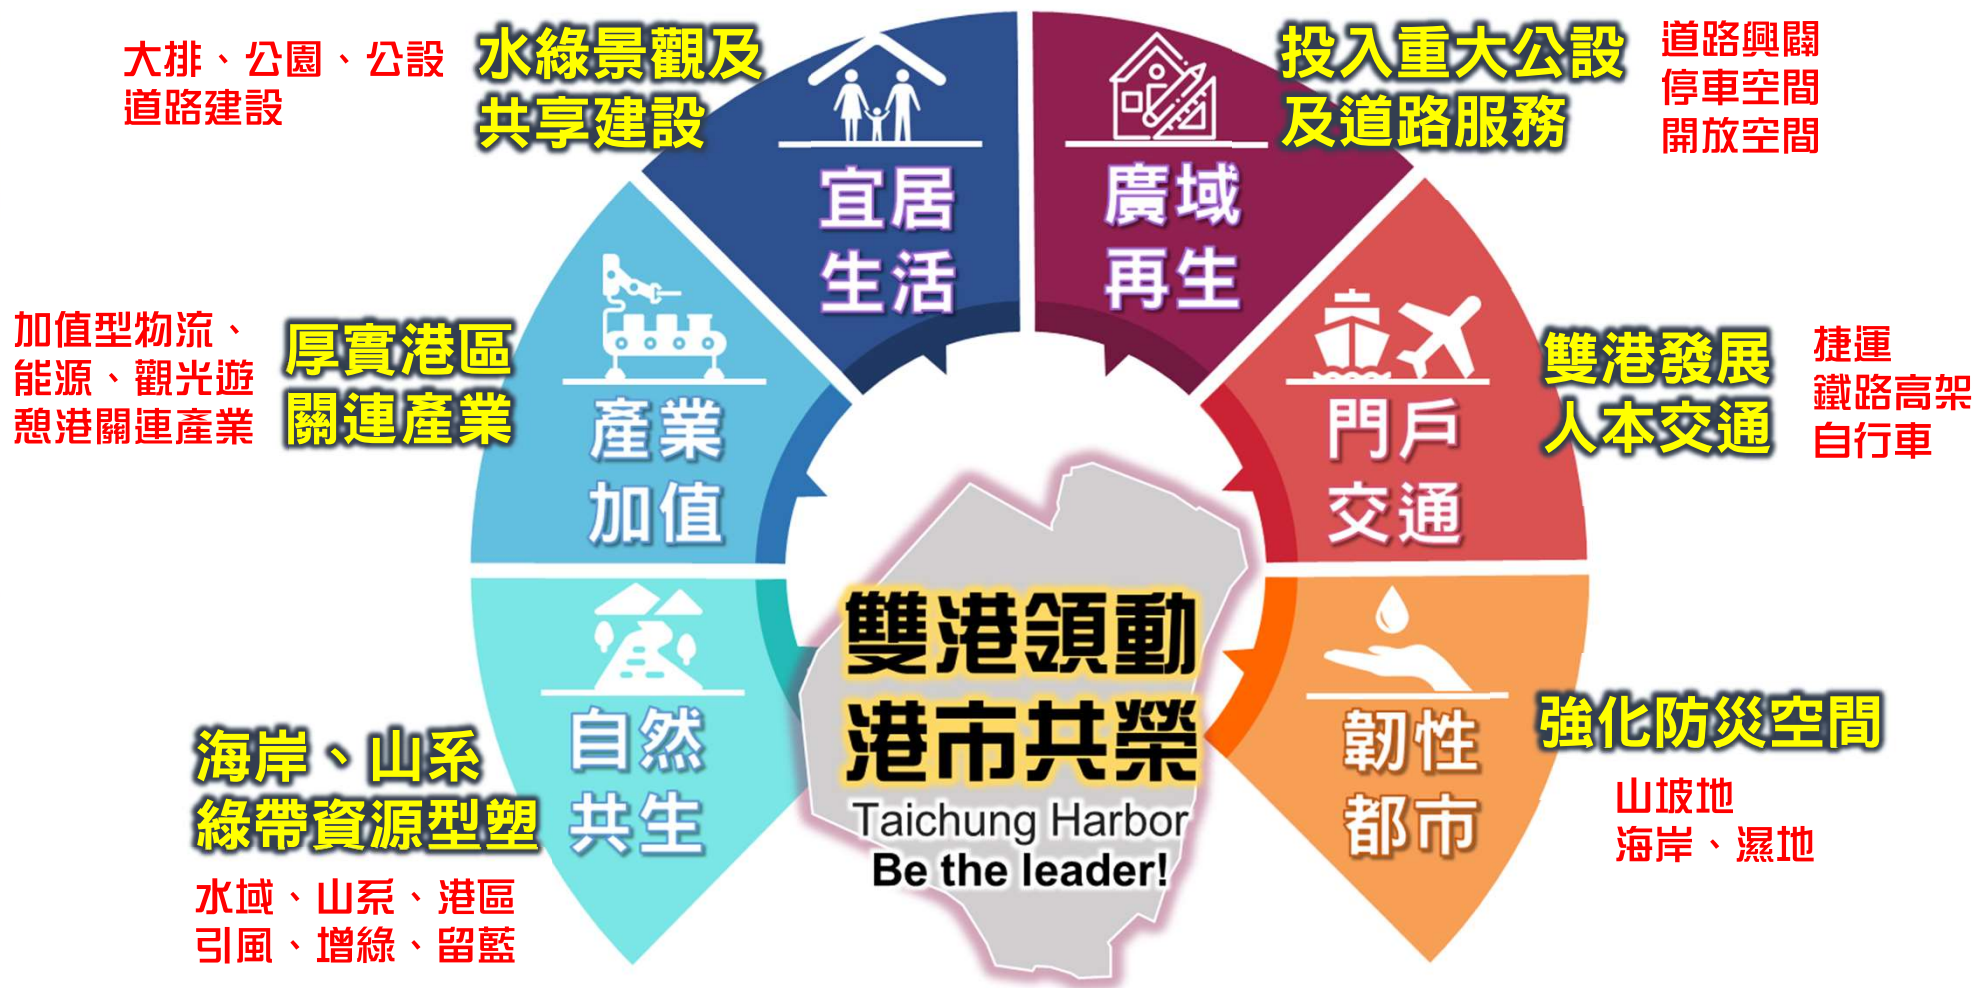 大排、公園、公設
道路建設
水綠景觀及
共享建設
宜居
生活
廣域
再生
投入重大公設
及道路服務
道路興闢
停車空間
開放空間
加值型物流、
能源、觀光遊
憩港關連產業
厚實港區
關連產業
產業
加值
門戶
交通
雙港發展
人本交通
捷運
鐵路高架
自行車
海岸、山系
綠帶資源型塑
水域、山系、港區
引風、增綠、留藍
自然
共生
雙港領動
港市共榮
Taichung Harbor
Be the leader!
韌性
都市
強化防災空間
山坡地
海岸、濕地